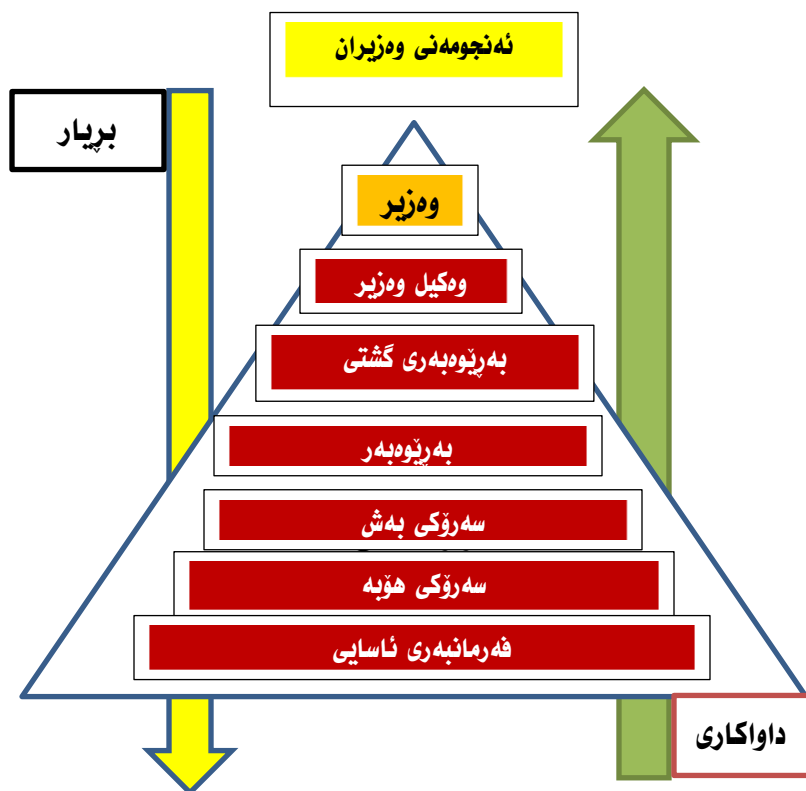 ئەنجومەنی وەزیران
بڕیار
وەزیر
وەکیل وەزیر
بەڕێوەبەری گشتی
بەڕێوەبەر
سەرۆکی بەش
سەرۆکی هۆبە
فەرمانبەری ئاسایی
داواکاری